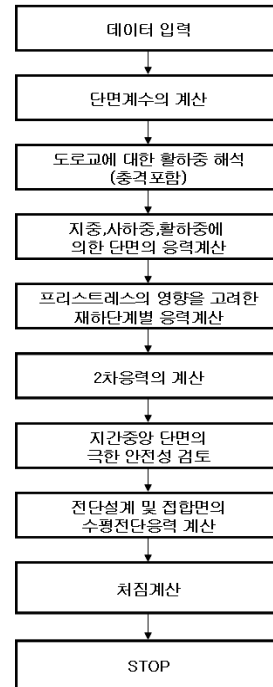 데이터 입력
단면계수의 계산
도로교에 대한 활하중 해석
(충격포함)
지중,사하중,활하중에
의한 단면의 응력계산
프리스트레스의 영향을 고려한
재하단계별 응력계산
2차응력의 계산
지간중앙 단면의
극한 안전성 검토
전단설계 및 접합면의
수평전단응력 계산
처짐계산
STOP